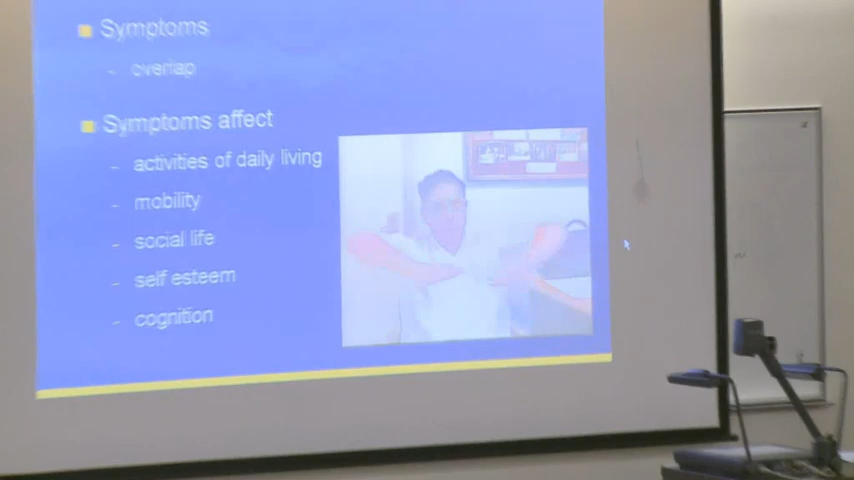 Symptoms
- overlap
Symptoms affect
- activities of daily living
- mobility
- social life
- self esteem
- cognition